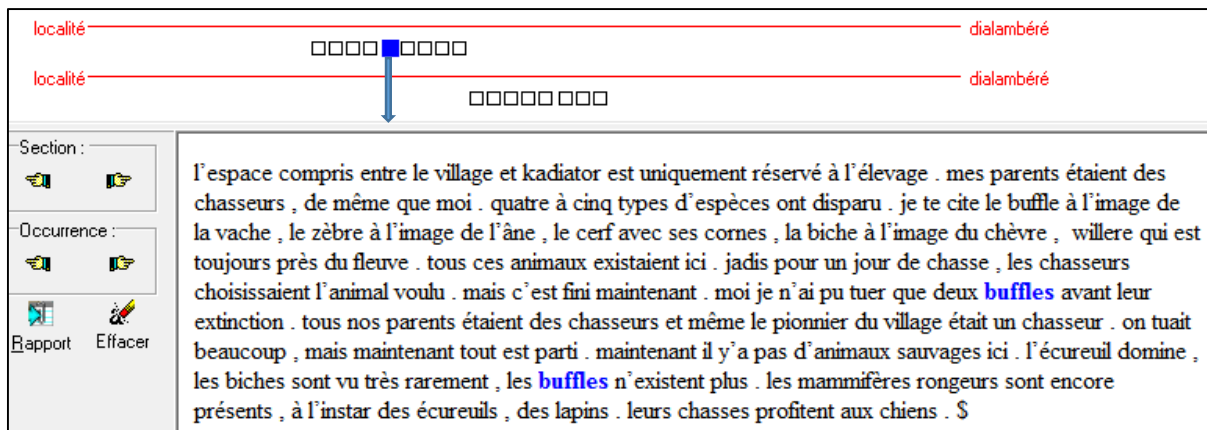 localité dialambéré
localité dialambéré
Section :
Occurrence :
Rapport Effacer
l’espace compris entre le village et kadiator est uniquement réservé à l’élevage . mes parents étaient des
chasseurs , de même que moi . quatre à cinq types d’espèces ont disparu . je te cite le buffle à l’image de
la vache , le zèbre à l’image de l’âne , le cerf avec ses cornes , la biche à l’image du chèvre , willere qui est
toujours près du fleuve . tous ces animaux existaient ici . jadis pour un jour de chasse , les chasseurs
choisissaient l’animal voulu . mais c’est fini maintenant . moi je n’ai pu tuer que deux buffles avant leur
extinction . tous nos parents étaient des chasseurs et même le pionnier du village était un chasseur . on tuait
beaucoup , mais maintenant tout est parti . maintenant il y’a pas d’animaux sauvages ici . l’écureuil domine ,
les biches sont vu très rarement , les buffles n’existent plus . les mammifères rongeurs sont encore
présents , à l’instar des écureuils , des lapins . leurs chasses profitent aux chiens . $